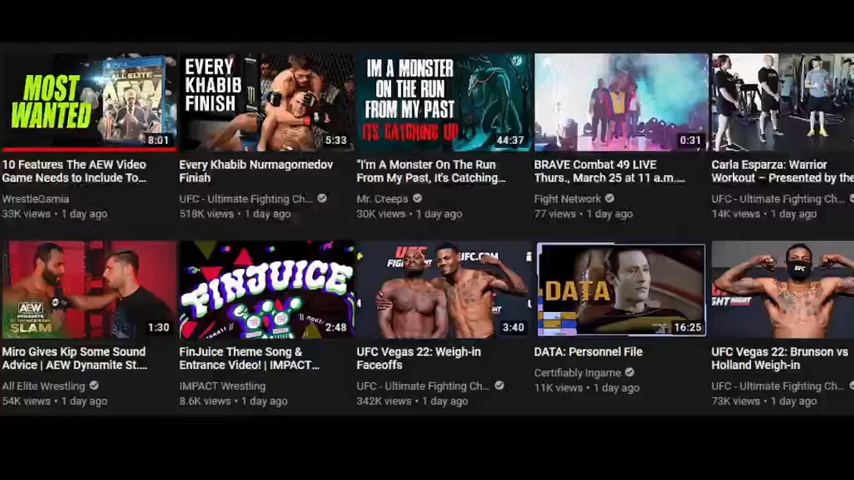 MOST
WANTED
ALL ELITE
AEW
8:01
EVERY
KHABIB
FINISH
5:33
IM A MONSTER
ON THE RUN
FROM MY PAST
ITS CATCHING UP
44:37
0:31
10 Features The AEW Video
Game Needs to Include To...
WrestleGamia
33K views • 1 day ago
Every Khabib Nurmagomedov
Finish
UFC - Ultimate Fighting Ch...
518K views • 1 day ago
"I'm A Monster On The Run
From My Past, It's Catching...
Mr. Creeps
30K views • 1 day ago
BRAVE Combat 49 LIVE
Thurs., March 25 at 11 a.m....
Fight Network
77 views • 1 day ago
Carla Esparza: Warrior
Workout – Presented by the
UFC - Ultimate Fighting Ch...
14K views • 1 day ago
AEW
DYNAMITE
SLAM
1:30
FINJUICE
2:48
UFC
FIGHT
UFC.COM
3:40
DATA
16:25
GHT NIGHT
UFC
Miro Gives Kip Some Sound
Advice | AEW Dynamite St....
All Elite Wrestling
54K views • 1 day ago
FinJuice Theme Song &
Entrance Video! | IMPACT...
IMPACT Wrestling
8.6K views • 1 day ago
UFC Vegas 22: Weigh-in
Faceoffs
UFC - Ultimate Fighting Ch...
342K views • 1 day ago
DATA: Personnel File
Certifiably Ingame
11K views • 1 day ago
UFC Vegas 22: Brunson vs
Holland Weigh-in
UFC - Ultimate Fighting Ch...
73K views • 1 day ago